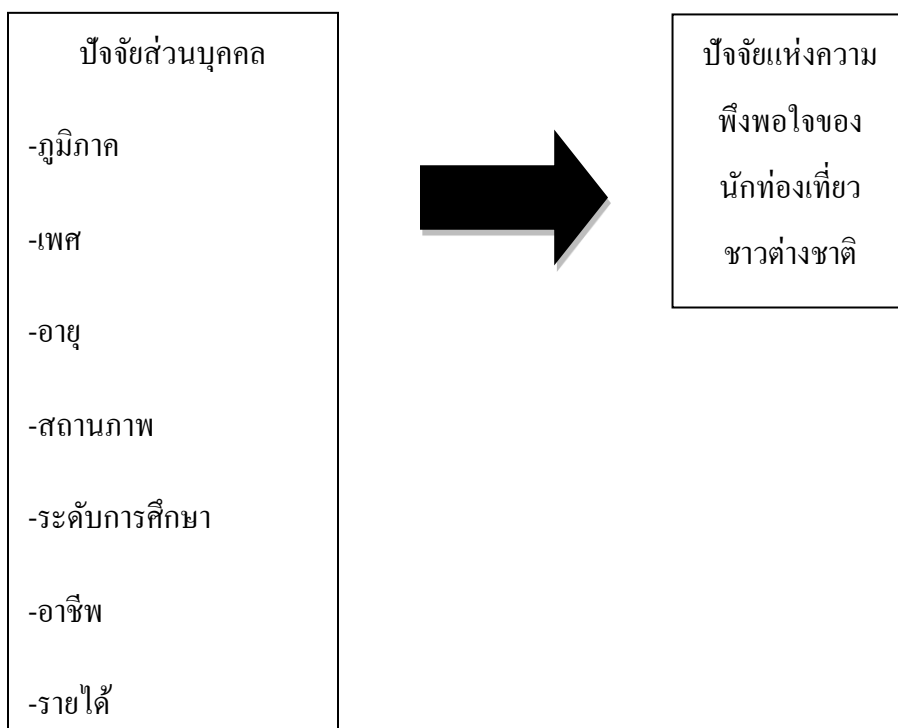 ปัจจัยส่วนบุคคล
-ภูมิภาค
-เพศ
-อายุ
-สถานภาพ
-ระดับการศึกษา
-อาชีพ
-รายได้
ปัจจัยแห่งความ
พึงพอใจของ
นักท่องเที่ยว
ชาวต่างชาติ